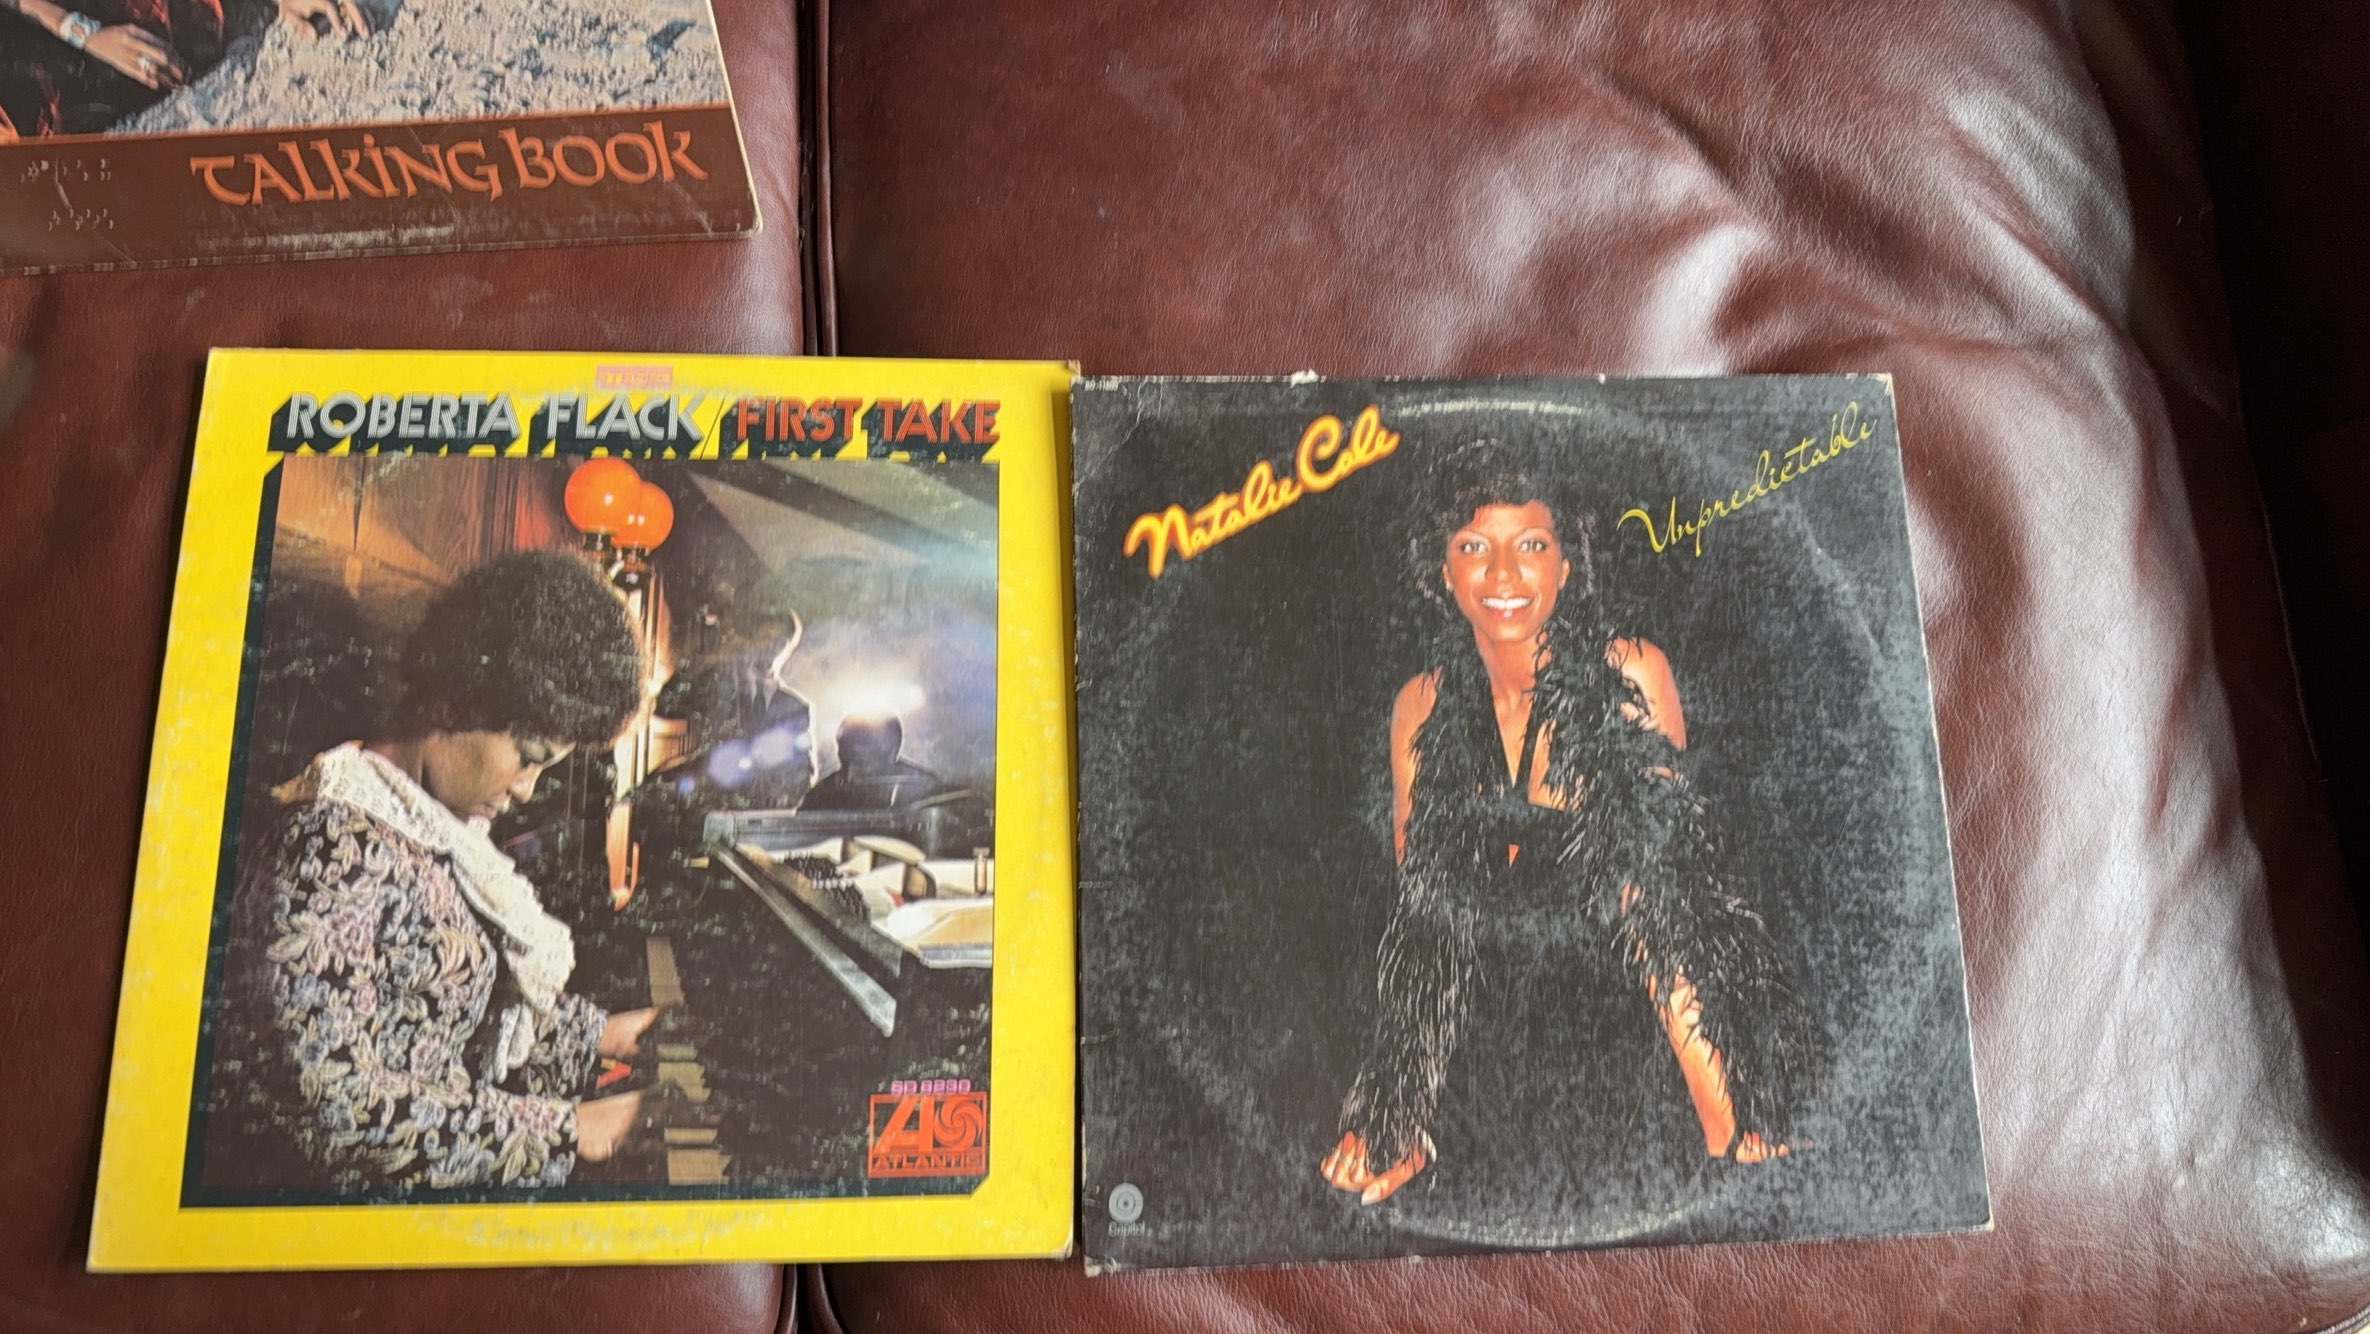 TALKING BOOK
STEREO
ROBERTA FLACK / FIRST TAKE
SD 8230
ATLANTIC
Natalie Cole
Unpredictable
Capitol